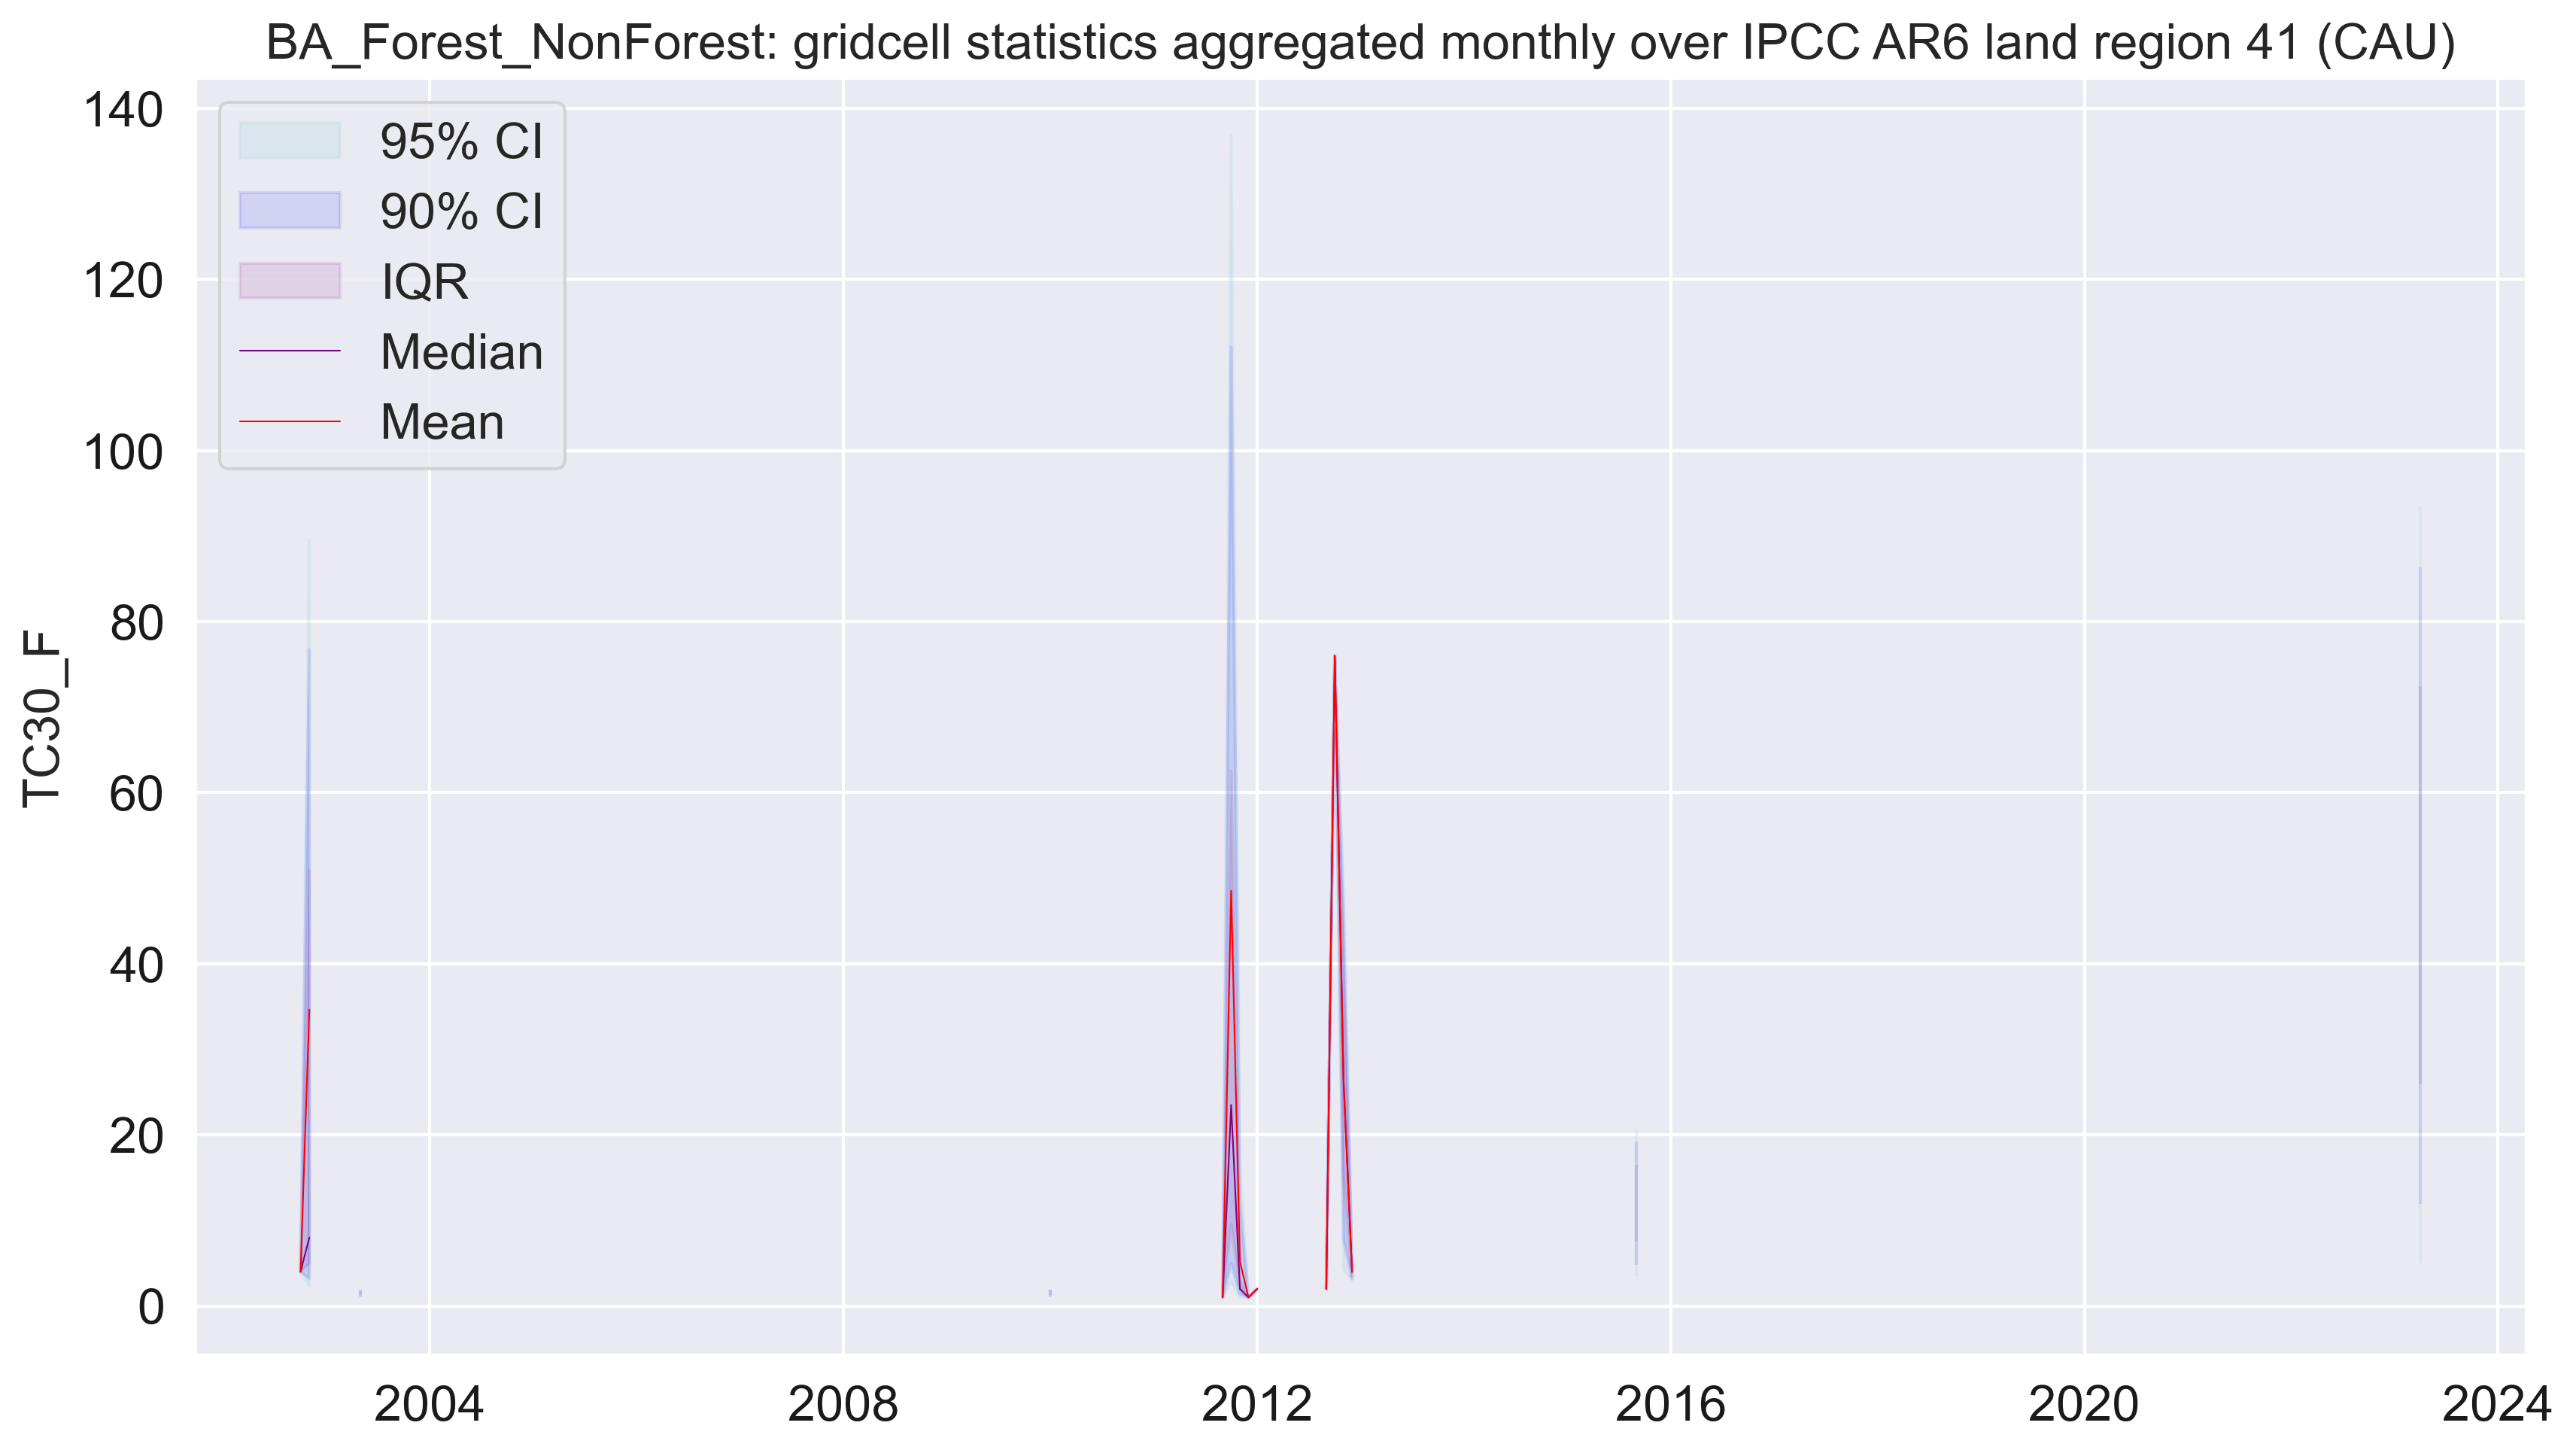 BA_Forest_NonForest: gridcell statistics aggregated monthly over IPCC AR6 land region 41 (CAU)
140
120
100
80
60
40
20
0
TC30_F
95% CI
90% CI
IQR
Median
Mean
2004
2008
2012
2016
2020
2024